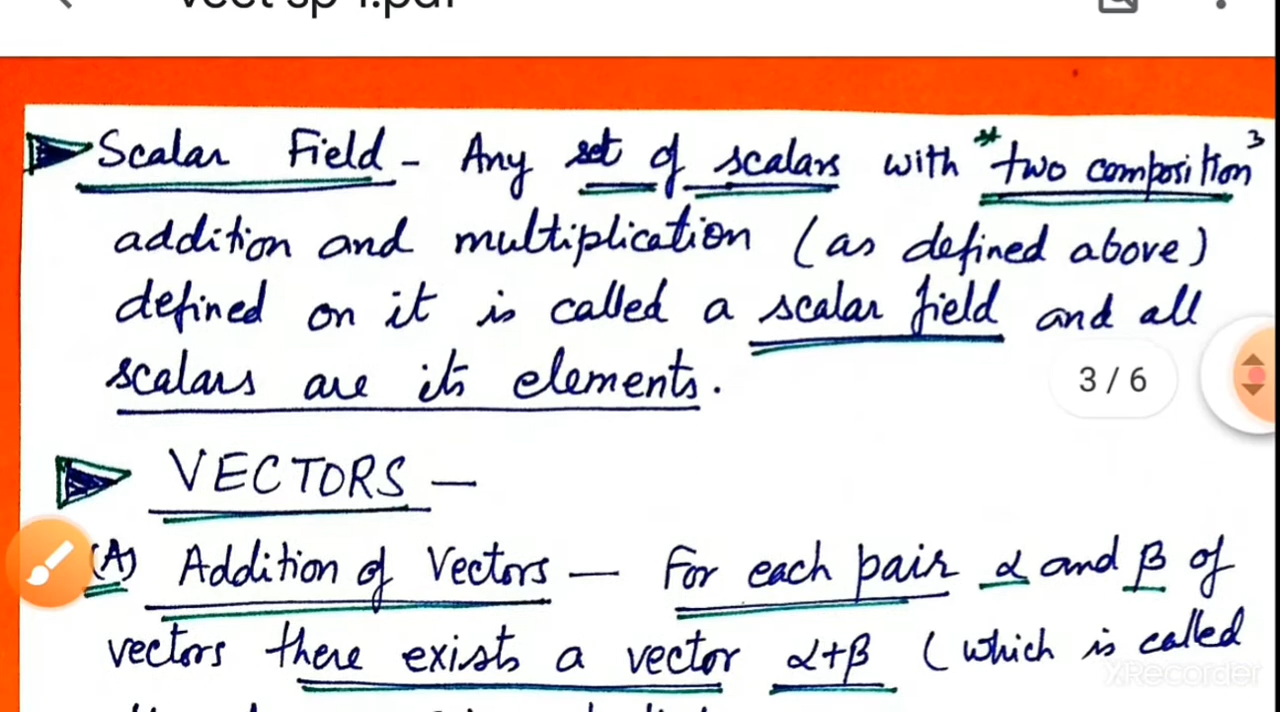 ▶ Scalar Field - Any set of scalars with *two composition 3
addition and multiplication (as defined above)
defined on it is called a scalar field and all
scalars are its elements.
3 / 6
▶ VECTORS —
(A) Addition of Vectors — For each pair α and β of
vectors there exists a vector α+β (which is called
XRecorder